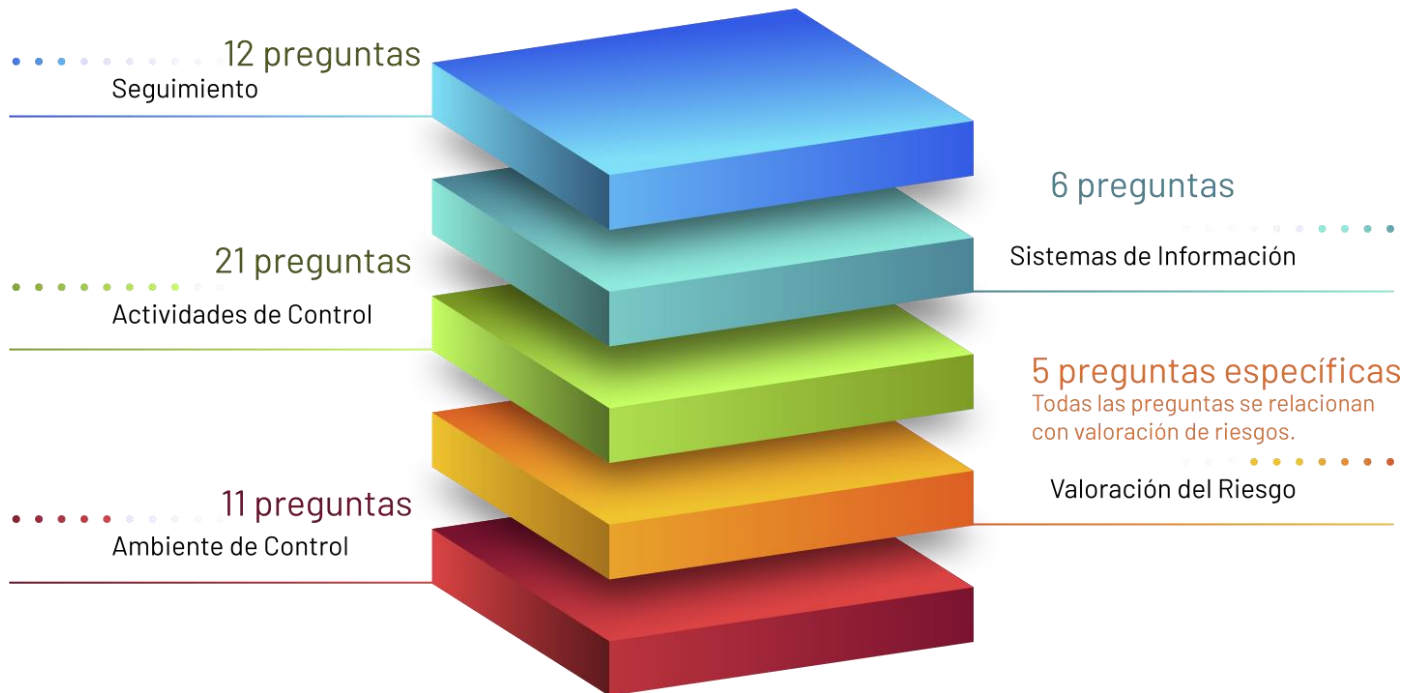 12 preguntas
Seguimiento
6 preguntas
Sistemas de Información
21 preguntas
Actividades de Control
5 preguntas específicas
Todas las preguntas se relacionan
con valoración de riesgos.
Valoración del Riesgo
11 preguntas
Ambiente de Control